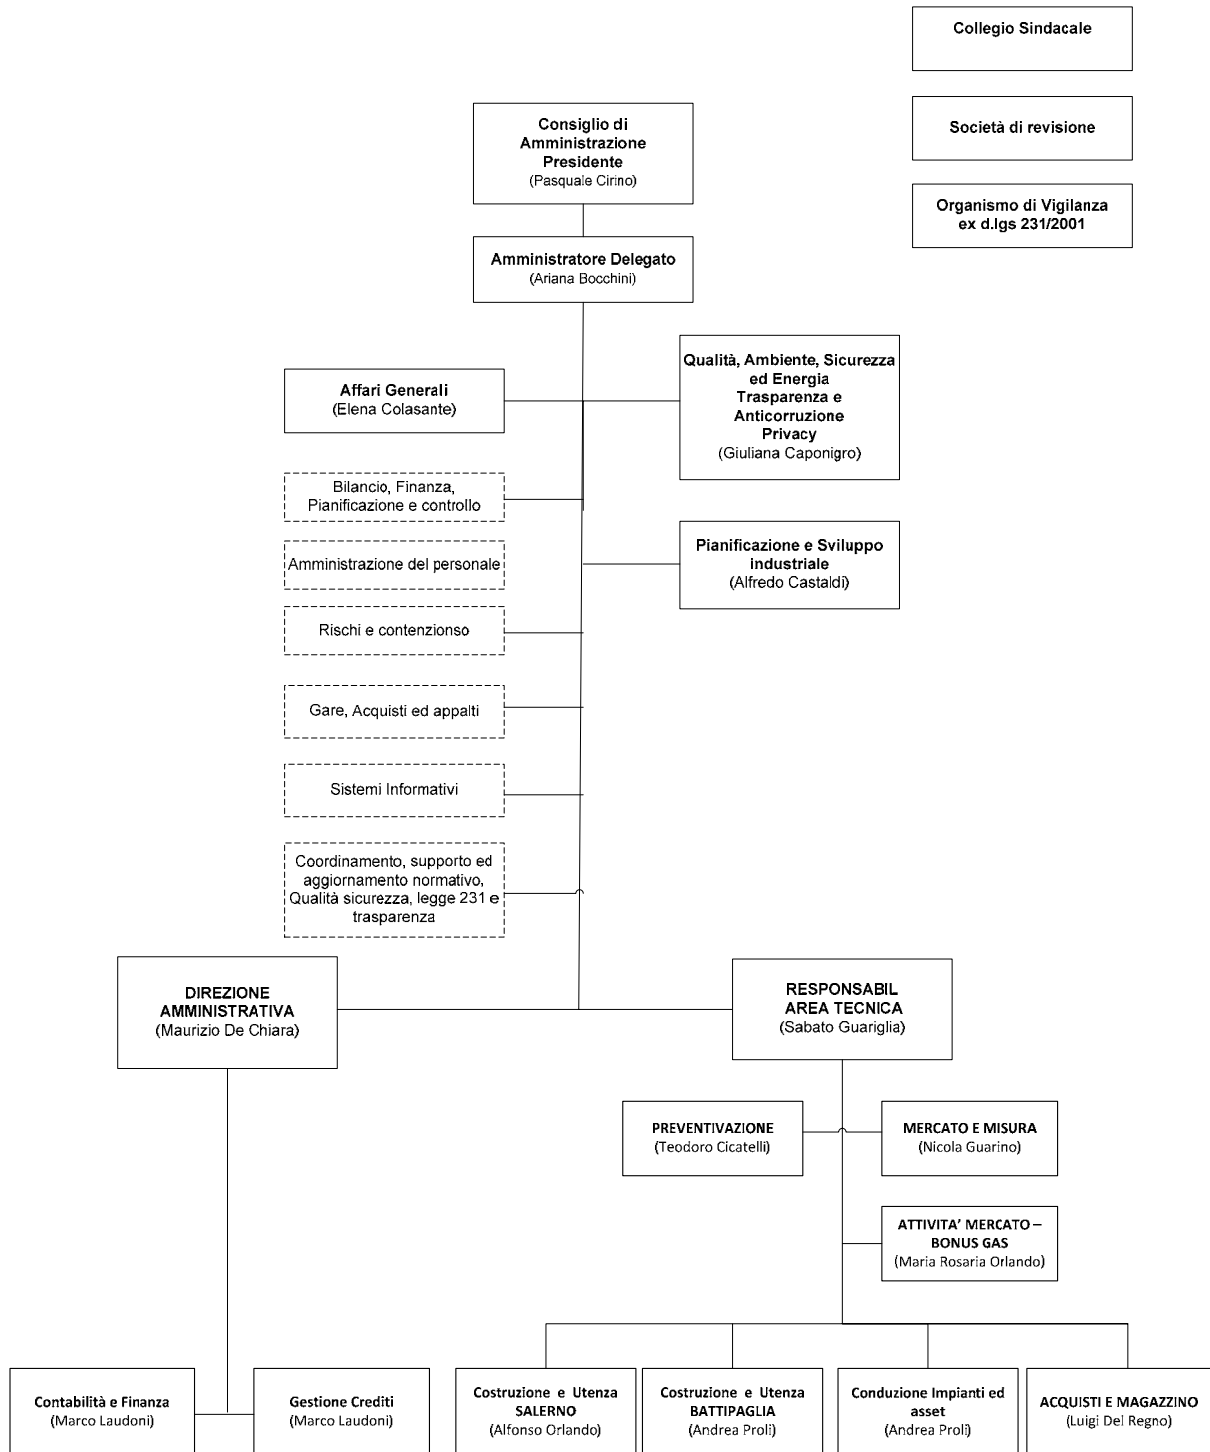 Collegio Sindacale
Società di revisione
Organismo di Vigilanza
ex d.lgs 231/2001
Consiglio di
Amministrazione
Presidente
(Pasquale Cirino)
Amministratore Delegato
(Ariana Bocchini)
Affari Generali
(Elena Colasante)
Qualità, Ambiente, Sicurezza
ed Energia
Trasparenza e
Anticorruzione
Privacy
(Giuliana Caponigro)
Bilancio, Finanza,
Pianificazione e controllo
Pianificazione e Sviluppo
industriale
(Alfredo Castaldi)
Amministrazione del personale
Rischi e contenzionso
Gare, Acquisti ed appalti
Sistemi Informativi
Coordinamento, supporto ed
aggiornamento normativo,
Qualità sicurezza, legge 231 e
trasparenza
DIREZIONE
AMMINISTRATIVA
(Maurizio De Chiara)
RESPONSABIL
AREA TECNICA
(Sabato Guariglia)
PREVENTIVAZIONE
(Teodoro Cicatelli)
MERCATO E MISURA
(Nicola Guarino)
ATTIVITA’ MERCATO –
BONUS GAS
(Maria Rosaria Orlando)
Contabilità e Finanza
(Marco Laudoni)
Gestione Crediti
(Marco Laudoni)
Costruzione e Utenza
SALERNO
(Alfonso Orlando)
Costruzione e Utenza
BATTIPAGLIA
(Andrea Proli)
Conduzione Impianti ed
asset
(Andrea Proli)
ACQUISTI E MAGAZZINO
(Luigi Del Regno)